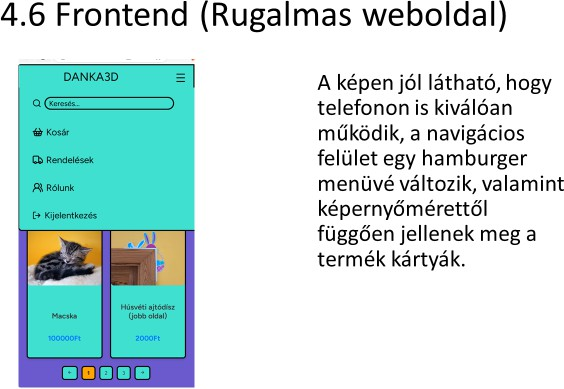 4.6 Frontend (Rugalmas weboldal)
DANKA3D
Keresés...
Kosár
Rendelések
Rólunk
Kijelentkezés
Macska
100000Ft
Húsvéti ajtódísz
(jobb oldal)
2000Ft
1 2 3
A képen jól látható, hogy
telefonon is kiválóan
működik, a navigácios
felület egy hamburger
menüvé változik, valamint
képernyőmérettől
függően jellenek meg a
termék kártyák.